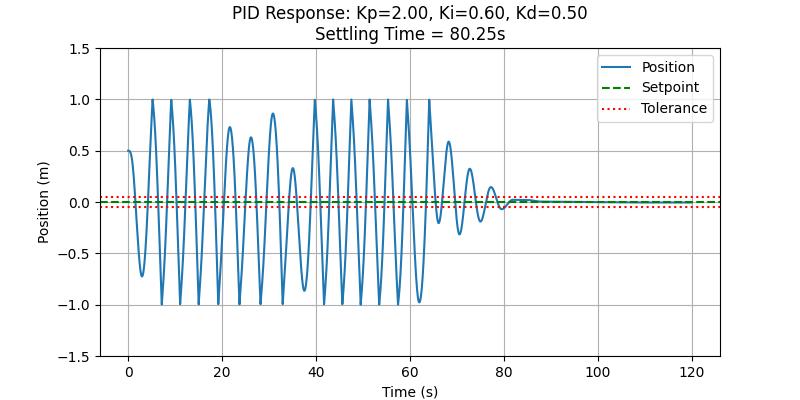 PID Response: Kp=2.00, Ki=0.60, Kd=0.50
Settling Time = 80.25s
1.5
1.0
0.5
0.0
−0.5
−1.0
−1.5
Position (m)
Position
Setpoint
Tolerance
0
20
40
60
80
100
120
Time (s)